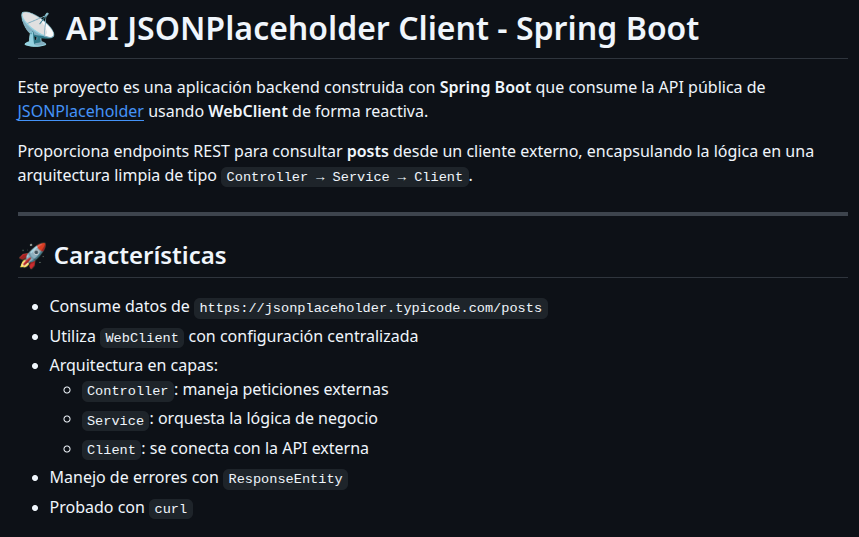 📡 API JSONPlaceholder Client - Spring Boot
Este proyecto es una aplicación backend construida con Spring Boot que consume la API pública de
JSONPlaceholder usando WebClient de forma reactiva.
Proporciona endpoints REST para consultar posts desde un cliente externo, encapsulando la lógica en una
arquitectura limpia de tipo Controller → Service → Client.
🚀 Características
• Consume datos de https://jsonplaceholder.typicode.com/posts
• Utiliza WebClient con configuración centralizada
• Arquitectura en capas:
◦ Controller: maneja peticiones externas
◦ Service: orquesta la lógica de negocio
◦ Client: se conecta con la API externa
• Manejo de errores con ResponseEntity
• Probado con curl